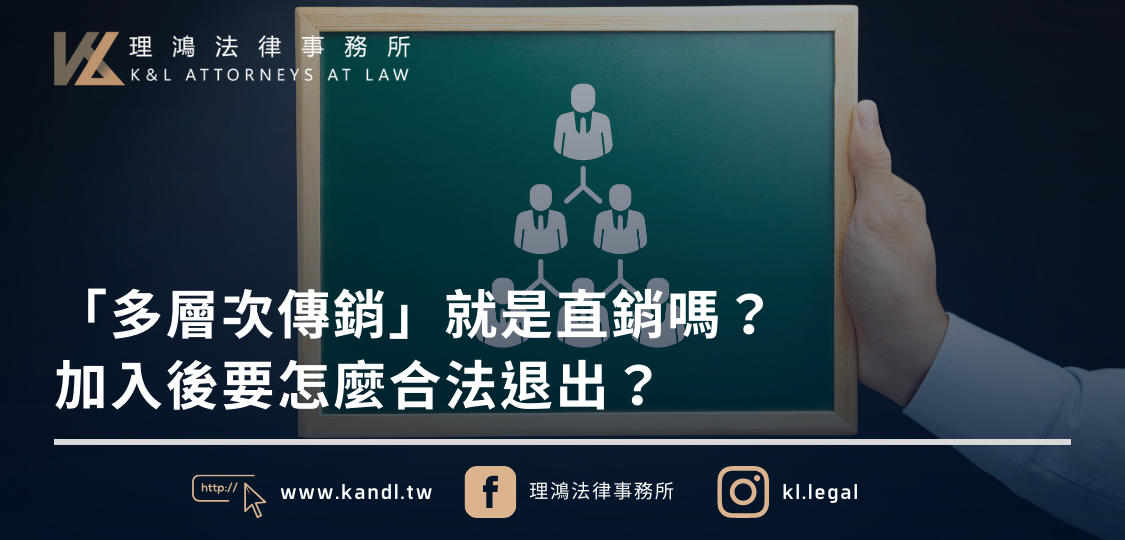 理鴻法律事務所
K&L ATTORNEYS AT LAW
「多層次傳銷」就是直銷嗎？
加入後要怎麼合法退出？
http://
www.kandl.tw
理鴻法律事務所
kl.legal